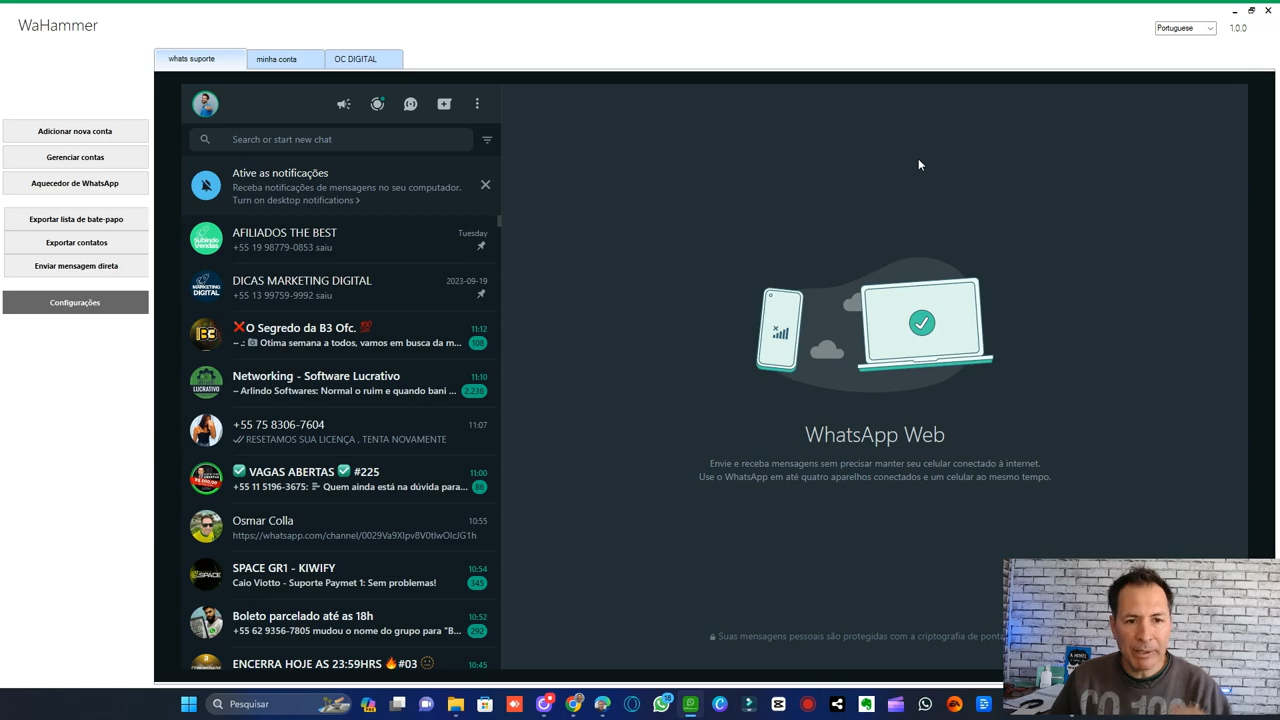 WaHammer
Portuguese
1.0.0
whats suporte
minha conta
OC DIGITAL
Adicionar nova conta
Gerenciar contas
Aquecedor de WhatsApp
Exportar lista de bate-papo
Exportar contatos
Enviar mensagem direta
Configurações
Search or start new chat
Ative as notificações
Receba notificações de mensagens no seu computador.
Turn on desktop notifications >
AFILIADOS THE BEST
Tuesday
+55 19 98779-0853 saiu
DICAS MARKETING DIGITAL
2023-09-19
+55 13 99759-9992 saiu
❌O Segredo da B3 Ofc. 💯
11:12
~ .: 📷 Otima semana a todos, vamos em busca da m...
108
Networking - Software Lucrativo
11:10
~ Arlindo Softwares: Normal o ruim e quando bani ...
2,236
+55 75 8306-7604
11:07
RESETAMOS SUA LICENÇA , TENTA NOVAMENTE
✅ VAGAS ABERTAS ✅ #225
11:00
+55 11 5196-3675: Quem ainda está na dúvida para...
86
Osmar Colla
10:55
https://whatsapp.com/channel/0029Va9XIpv8V0tIwOIcJG1h
SPACE GR1 - KIWIFY
10:54
Caio Viotto - Suporte Paymet 1: Sem problemas!
345
Boleto parcelado até as 18h
10:52
+55 62 9356-7805 mudou o nome do grupo para "B...
292
ENCERRA HOJE AS 23:59HRS 🔥#03 😐
10:45
WhatsApp Web
Envie e receba mensagens sem precisar manter seu celular conectado à internet.
Use o WhatsApp em até quatro aparelhos conectados e um celular ao mesmo tempo.
Suas mensagens pessoais são protegidas com a criptografia de ponta
Pesquisar
18